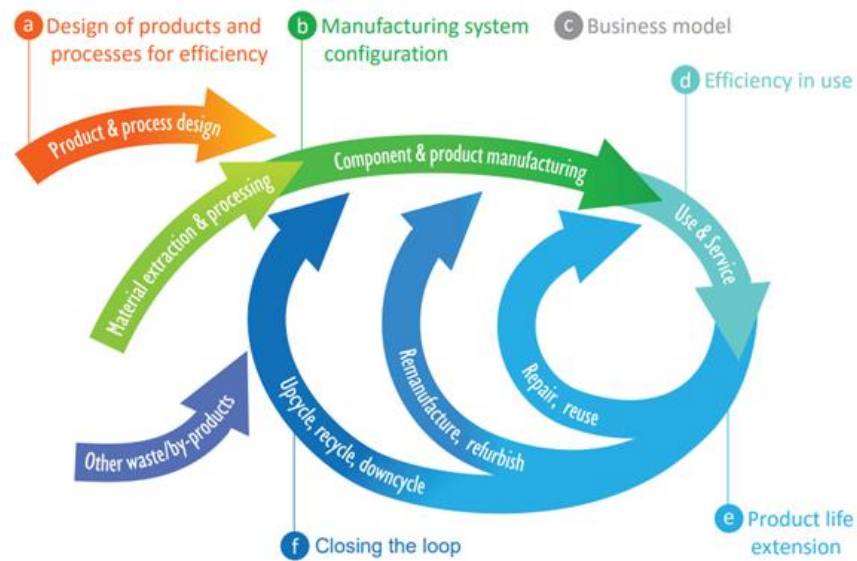 a Design of products and
processes for efficiency
b Manufacturing system
configuration
c Business model
d Efficiency in use
Product & process design
Material extraction & processing
Component & product manufacturing
Use & Service
Other waste/by-products
Upcycle, recycle, downcycle
Remanufacture, refurbish
Repair, reuse
e Product life
extension
f Closing the loop